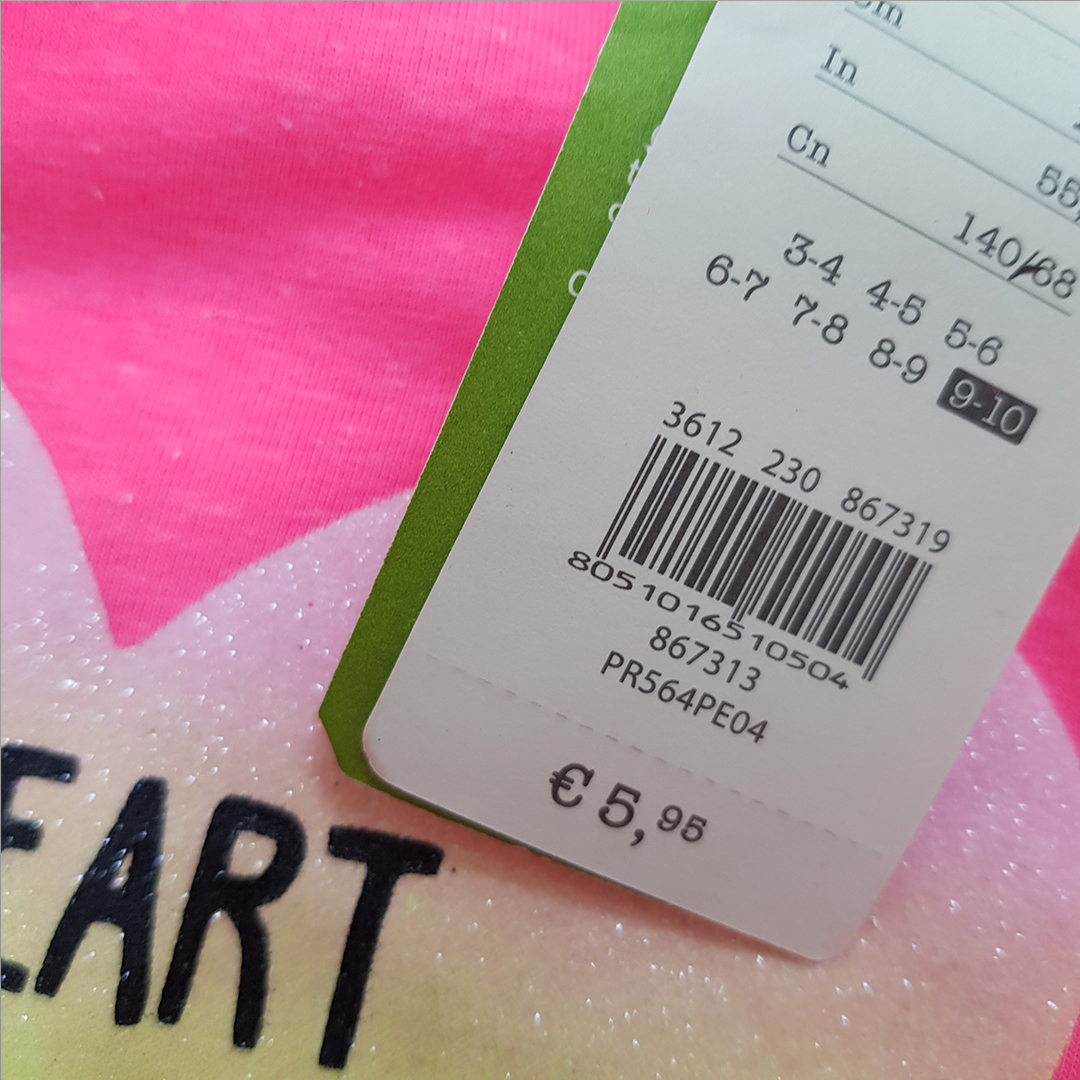 In
55,
Cn
140/68
3-4 4-5 5-6
6-7 7-8 8-9 9-10
3612 230 867319
8051016510504
867313
PR564PE04
€ 5,95
EART